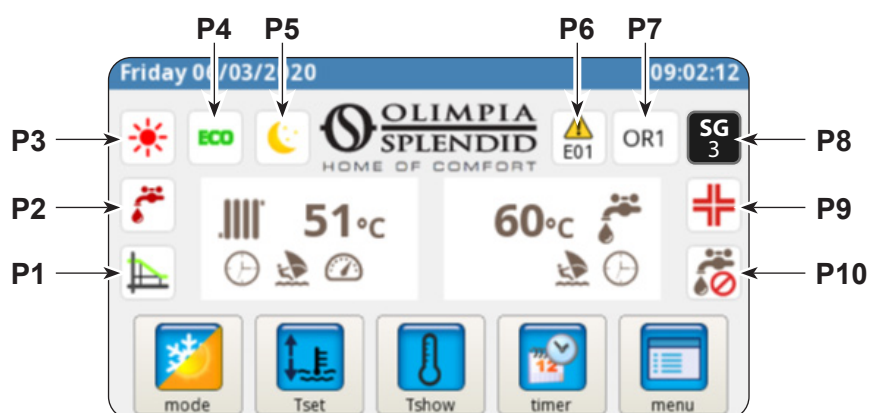 P4 P5 P6 P7
Friday 06/03/2020 09:02:12
P3 ECO OLIMPIA SPLENDID HOME OF COMFORT E01 OR1 SG 3 P8
P2 51°C 60°C P9
P1 P10
12
mode Tset Tshow timer menu